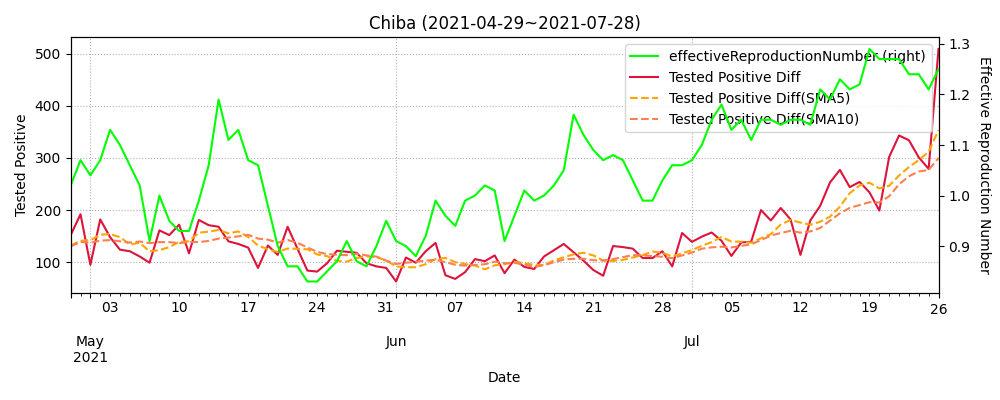 Chiba (2021-04-29~2021-07-28)
effectiveReproductionNumber (right)
Tested Positive Diff
Tested Positive Diff(SMA5)
Tested Positive Diff(SMA10)
Tested Positive
500
400
300
200
100
1.3
1.2
1.1
1.0
0.9
Effective Reproduction Number
03 10 17 24 31 07 14 21 28 05 12 19 26
May Jun Jul
2021
Date